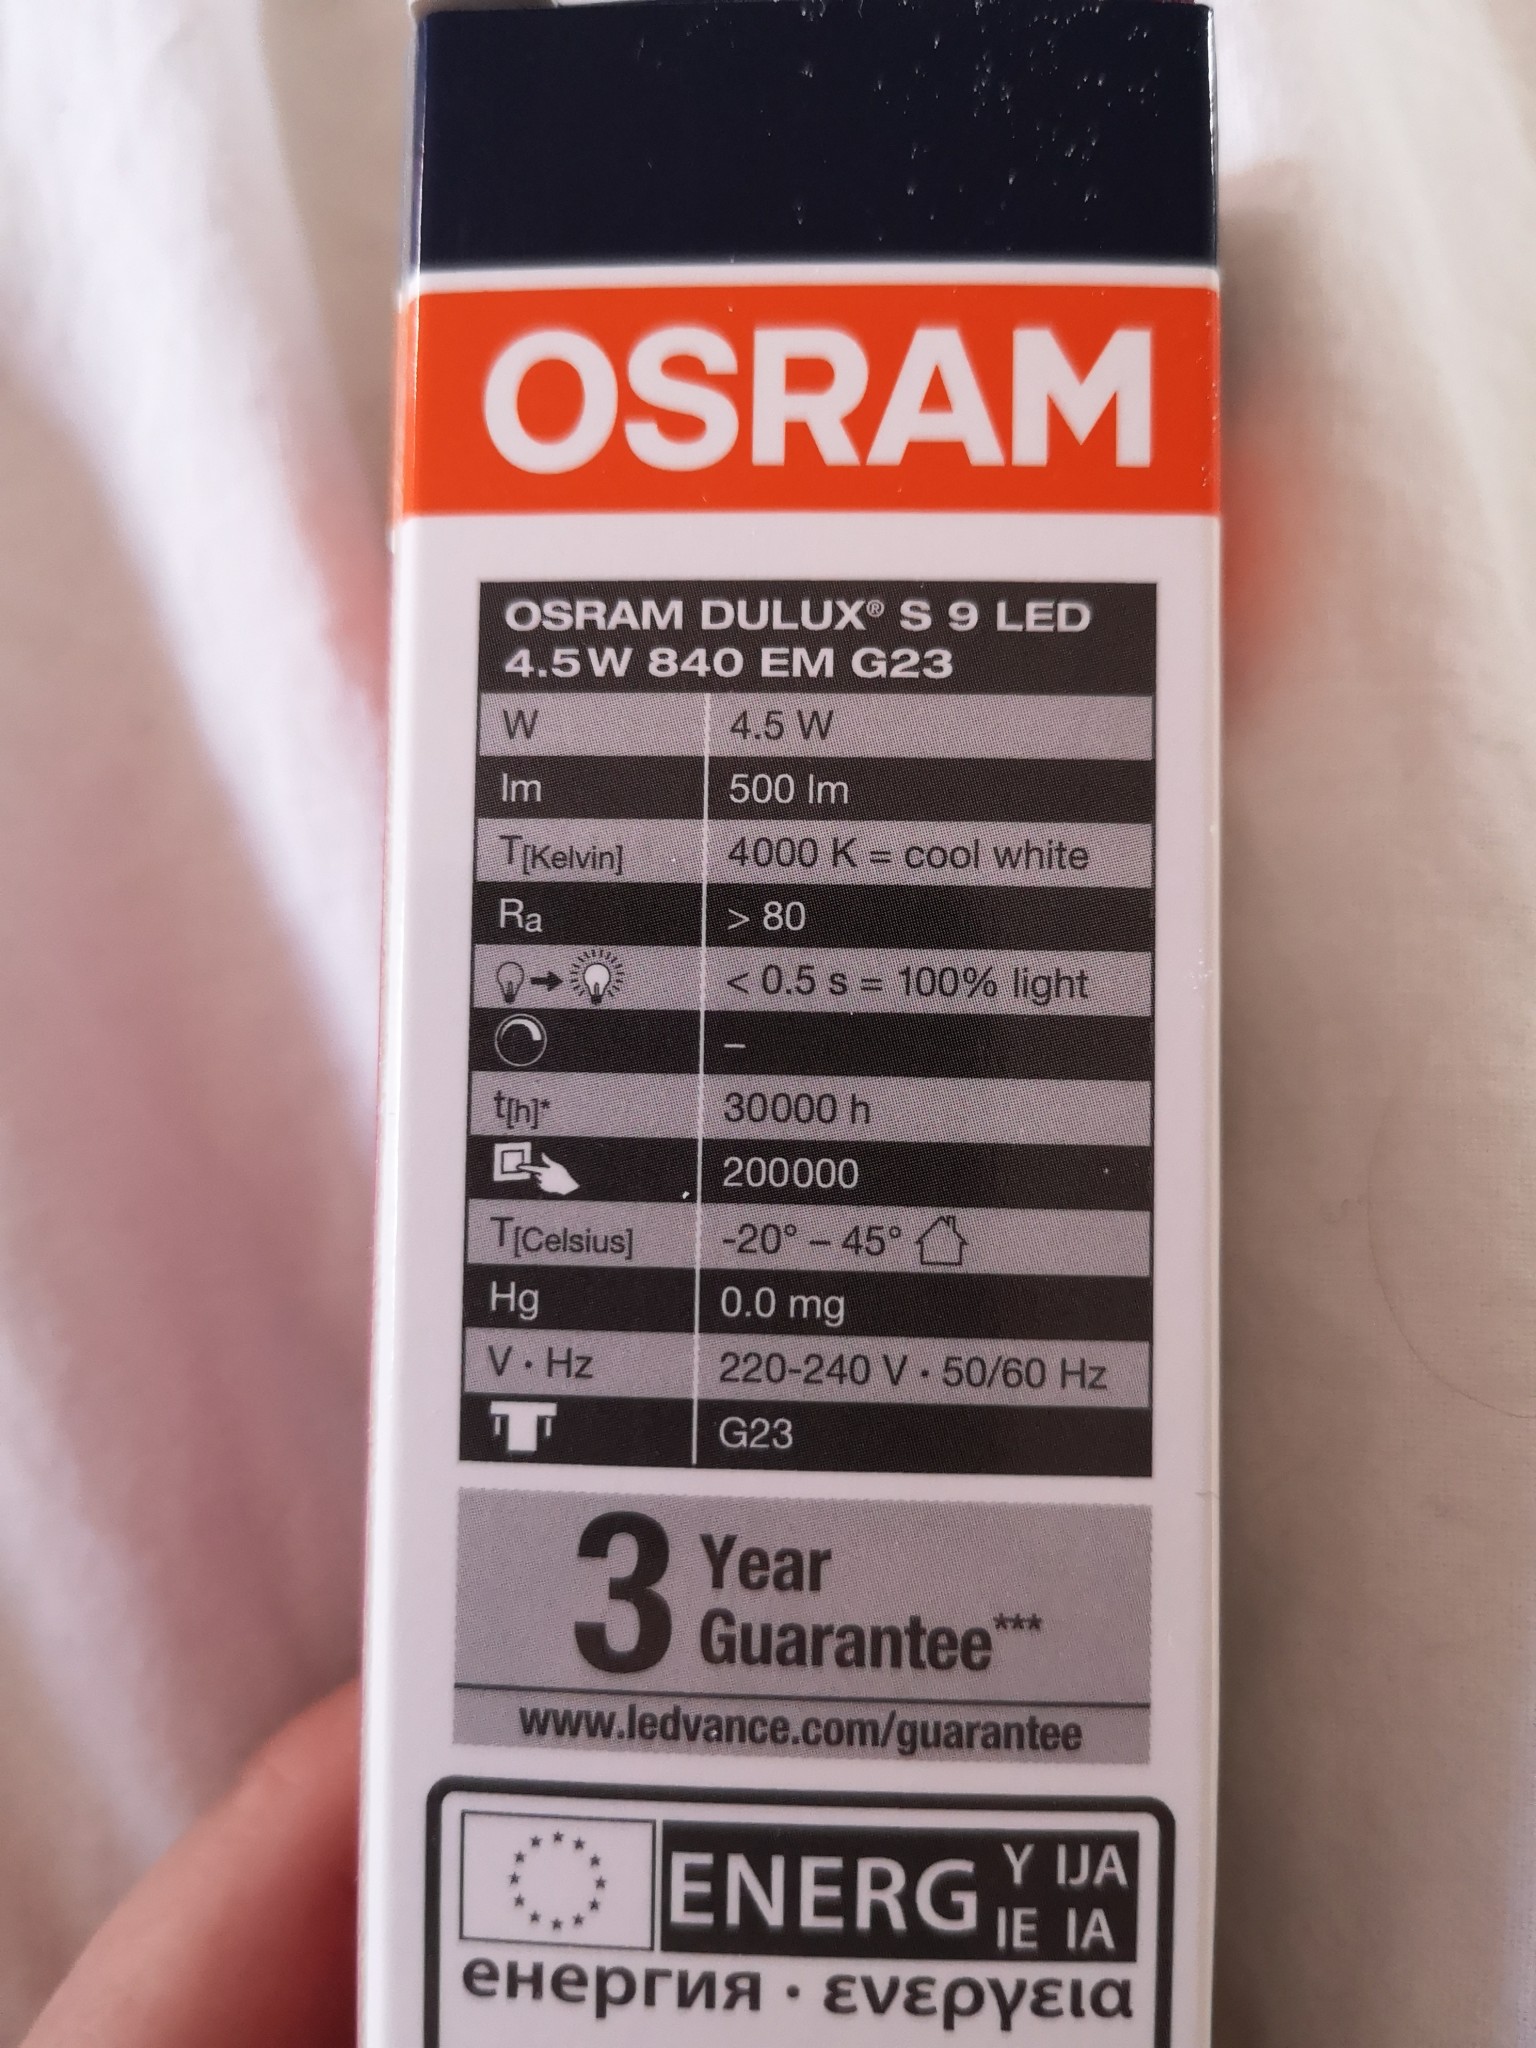 OSRAM
OSRAM DULUX® S 9 LED
4.5W 840 EM G23
W 4.5 W
lm 500 lm
T[Kelvin] 4000 K = cool white
Ra > 80
< 0.5 s = 100% light
–
t[h]* 30000 h
200000
T[Celsius] -20° – 45°
Hg 0.0 mg
V · Hz 220-240 V · 50/60 Hz
G23
3 Year
Guarantee***
www.ledvance.com/guarantee
ENERG Y IJA
IE IA
енергия · ενεργεια